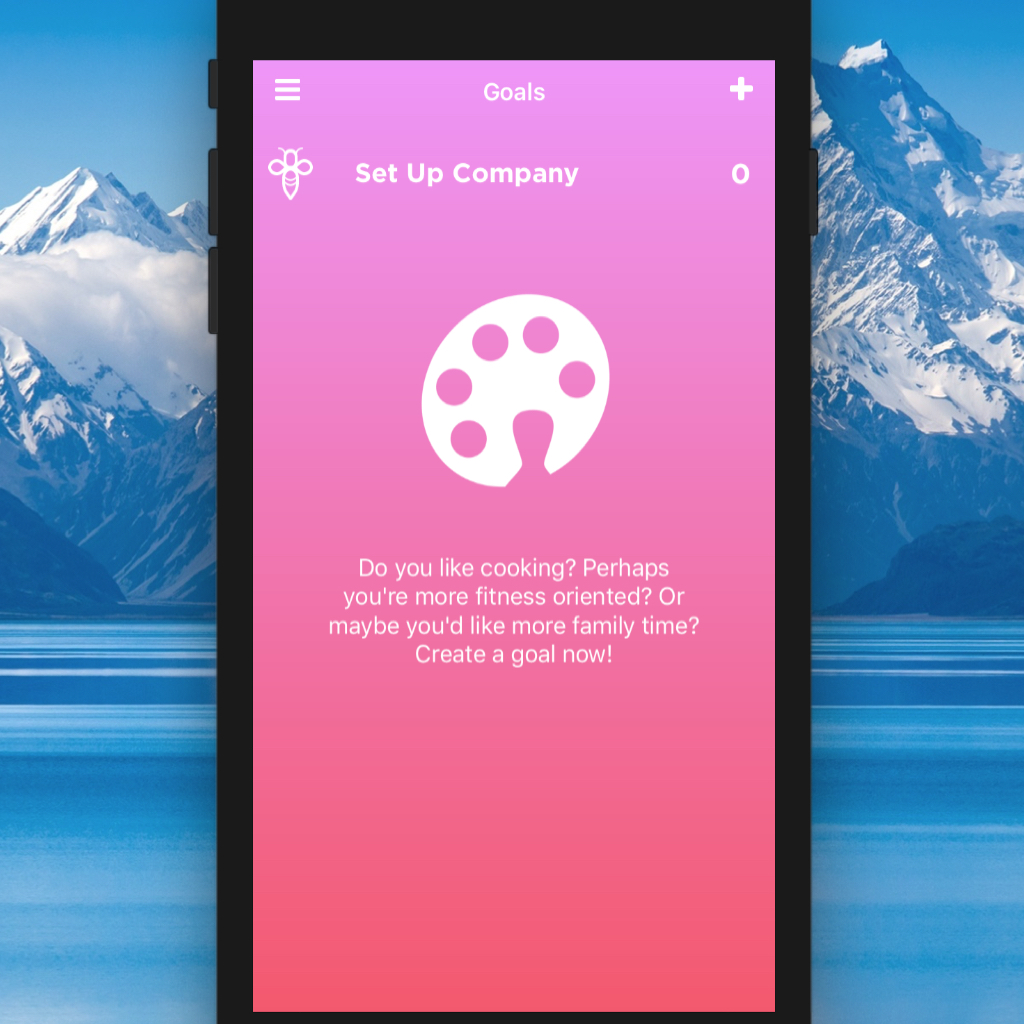 Goals
Set Up Company 0
Do you like cooking? Perhaps
you're more fitness oriented? Or
maybe you'd like more family time?
Create a goal now!